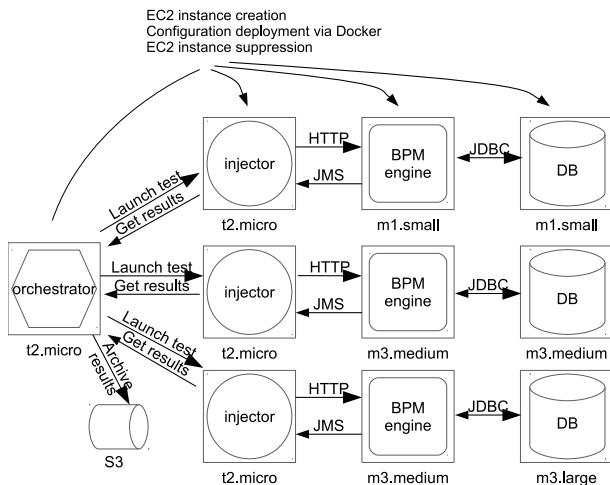 EC2 instance creation
Configuration deployment via Docker
EC2 instance suppression
injector
HTTP
JMS
BPM
engine
JDBC
DB
Launch test
Get results
t2.micro
m1.small
m1.small
orchestrator
t2.micro
Launch test
Get results
injector
HTTP
JMS
BPM
engine
JDBC
DB
t2.micro
m3.medium
m3.medium
Launch test
Get results
Archive
results
S3
injector
HTTP
JMS
BPM
engine
JDBC
DB
t2.micro
m3.medium
m3.large